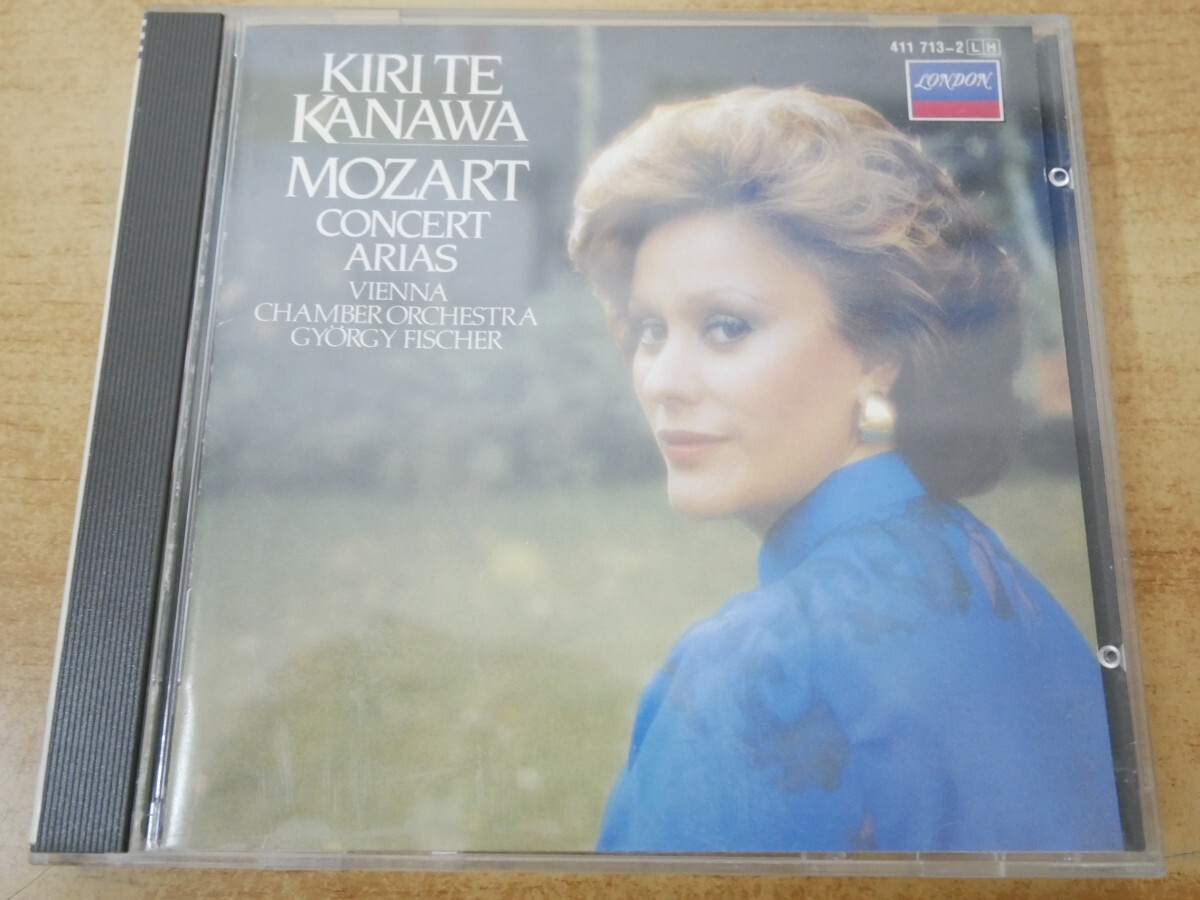 KIRI TE
KANAWA
MOZART
CONCERT
ARIAS
VIENNA
CHAMBER ORCHESTRA
GYÖRGY FISCHER
411 713-2 LH
LONDON